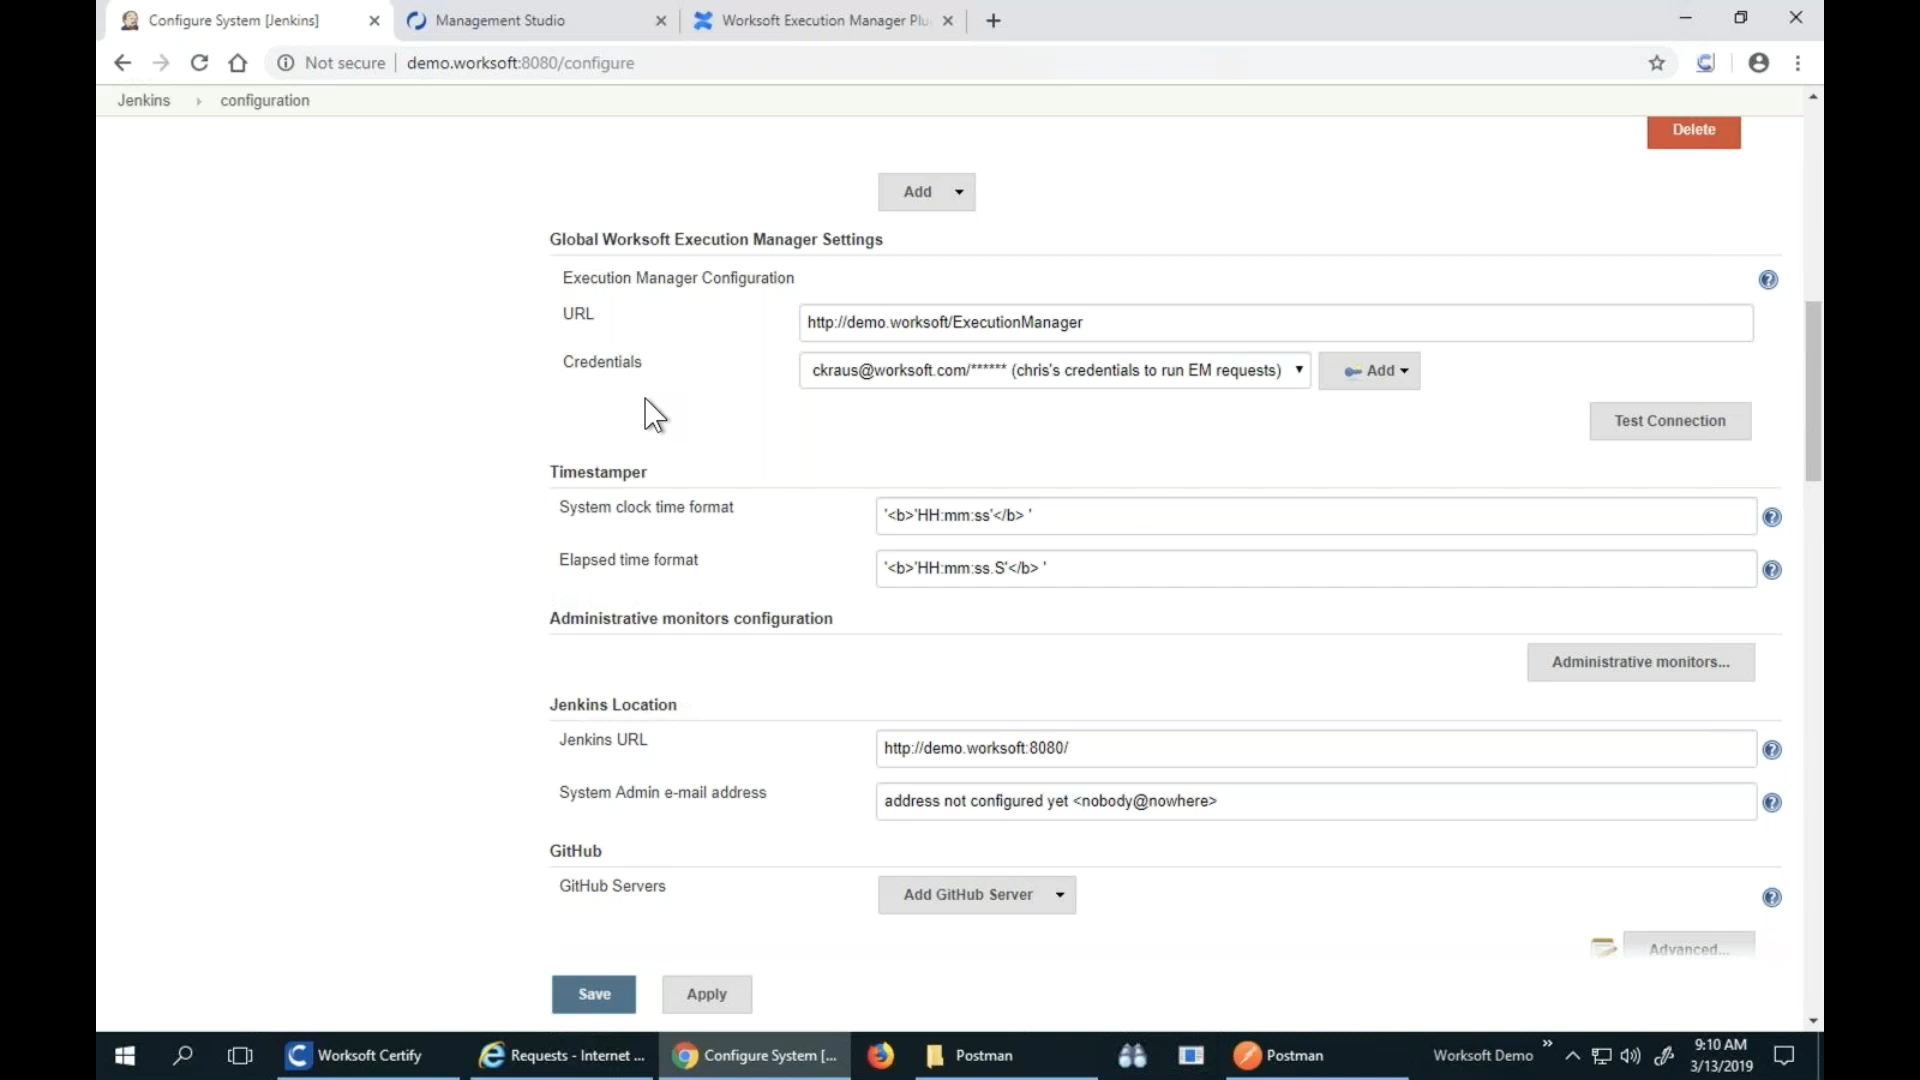 Configure System [Jenkins]
Management Studio
Worksoft Execution Manager Plu
Not secure
demo.worksoft:8080/configure
Jenkins
configuration
Delete
Add
Global Worksoft Execution Manager Settings
Execution Manager Configuration
URL
http://demo.worksoft/ExecutionManager
Credentials
ckraus@worksoft.com/****** (chris's credentials to run EM requests)
Add
Test Connection
Timestamper
System clock time format
'<b>'HH:mm:ss'</b> '
Elapsed time format
'<b>'HH:mm:ss.S'</b> '
Administrative monitors configuration
Administrative monitors...
Jenkins Location
Jenkins URL
http://demo.worksoft:8080/
System Admin e-mail address
address not configured yet <nobody@nowhere>
GitHub
GitHub Servers
Add GitHub Server
Advanced...
Save
Apply
Worksoft Certify
Requests - Internet ...
Configure System [...
Postman
Postman
Worksoft Demo
9:10 AM
3/13/2019